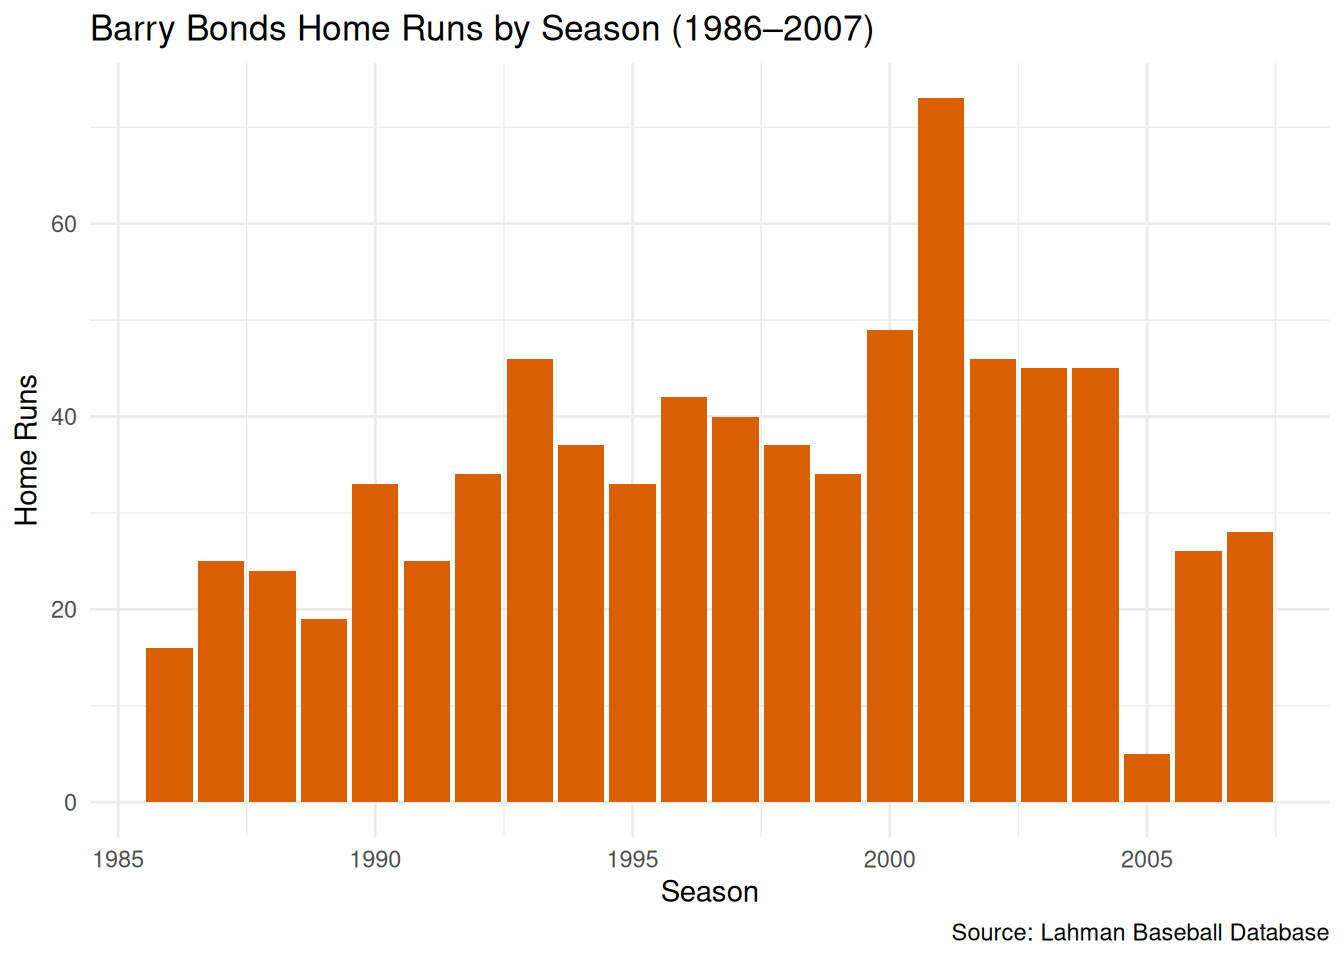 Barry Bonds Home Runs by Season (1986–2007)
Home Runs
60
40
20
0
1985 1990 1995 2000 2005
Season
Source: Lahman Baseball Database